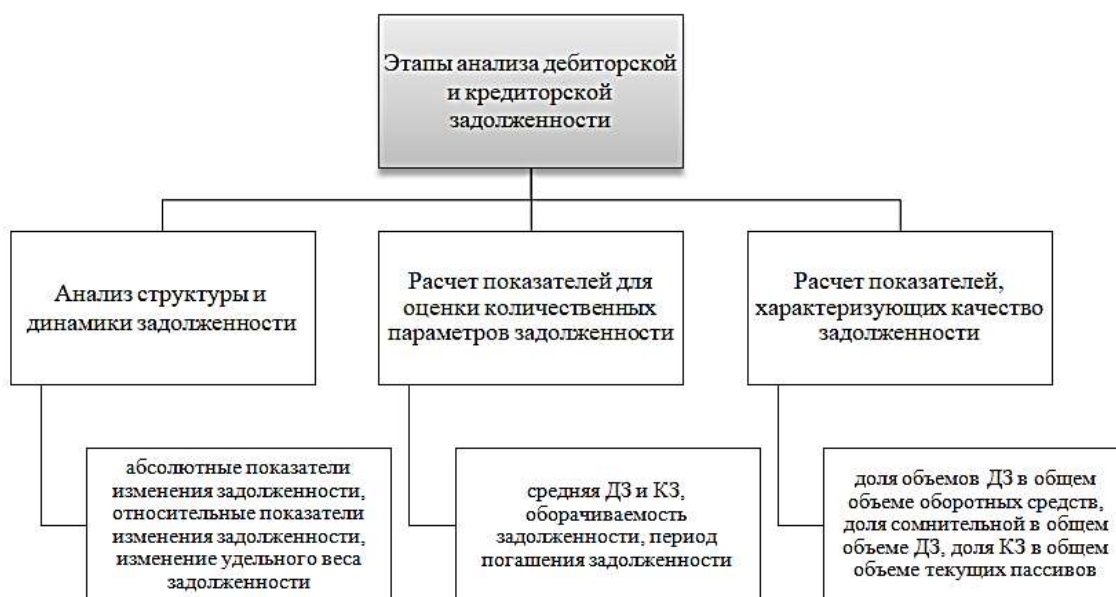 Этапы анализа дебиторской
и кредиторской
задолженности
Анализ структуры и
динамики задолженности
Расчет показателей для
оценки количественных
параметров задолженности
Расчет показателей,
характеризующих качество
задолженности
абсолютные показатели
изменения задолженности,
относительные показатели
изменения задолженности,
изменение удельного веса
задолженности
средняя ДЗ и КЗ,
оборачиваемость
задолженности, период
погашения задолженности
доля объемов ДЗ в общем
объеме оборотных средств,
доля сомнительной в общем
объеме ДЗ, доля КЗ в общем
объеме текущих пассивов